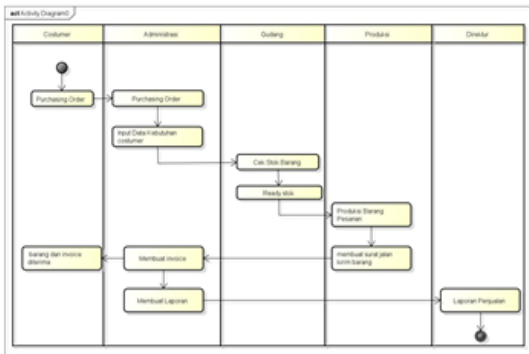 act Activity Diagram0
Costumer
Administrasi
Gudang
Produksi
Direktur
Purchasing Order
Purchasing Order
Input Data Kebutuhan
costumer
Cek Stok Barang
Ready stok
Produksi Barang
Pesanan
membuat surat jalan
kirim barang
Membuat invoice
barang dan invoice
diterima
Membuat Laporan
Laporan Penjualan